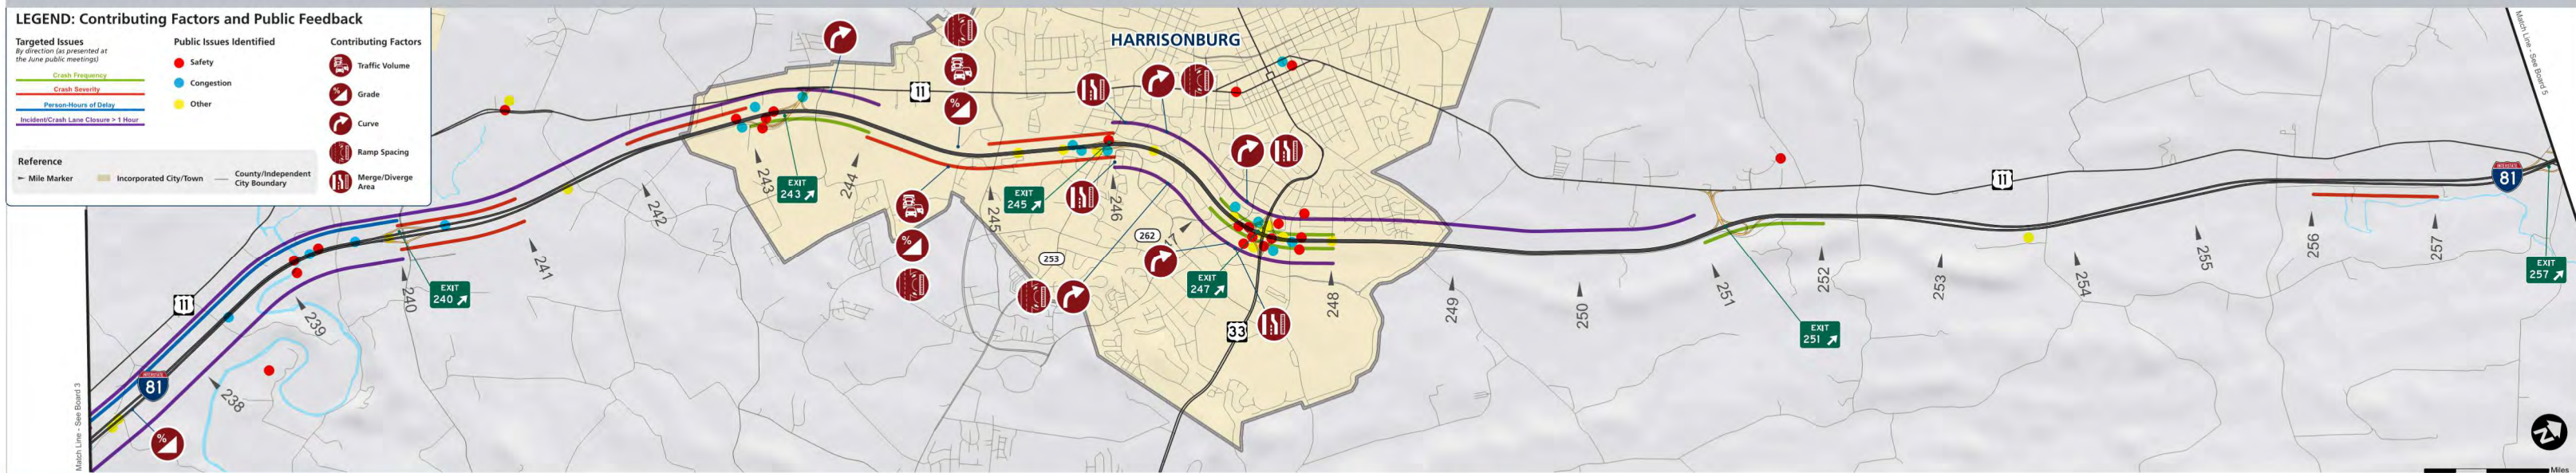 LEGEND: Contributing Factors and Public Feedback
Targeted Issues
By direction (as presented at
the June public meetings)
Crash Frequency
Crash Severity
Person-Hours of Delay
Incident/Crash Lane Closure > 1 Hour
Public Issues Identified
Safety
Congestion
Other
Contributing Factors
Traffic Volume
Grade
Curve
Ramp Spacing
Merge/Diverge
Area
Reference
Mile Marker
Incorporated City/Town
County/Independent
City Boundary
HARRISONBURG
Match Line - See Board 3
Match Line - See Board 5
11
11
11
INTERSTATE
81
INTERSTATE
81
33
253
262
%
%
%
238
239
240
241
242
243
244
245
246
248
249
250
251
252
253
254
255
256
257
EXIT
240
EXIT
243
EXIT
245
EXIT
247
EXIT
251
EXIT
257
N
Miles